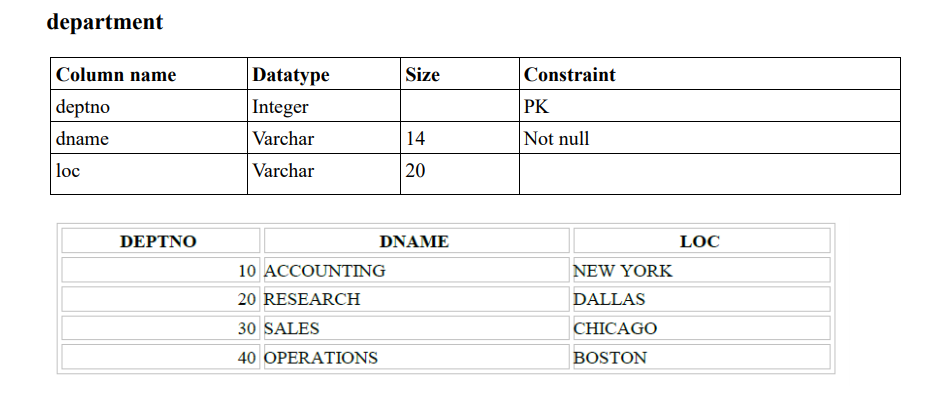 department
Column name Datatype Size Constraint
deptno Integer PK
dname Varchar 14 Not null
loc Varchar 20
DEPTNO DNAME LOC
10 ACCOUNTING NEW YORK
20 RESEARCH DALLAS
30 SALES CHICAGO
40 OPERATIONS BOSTON